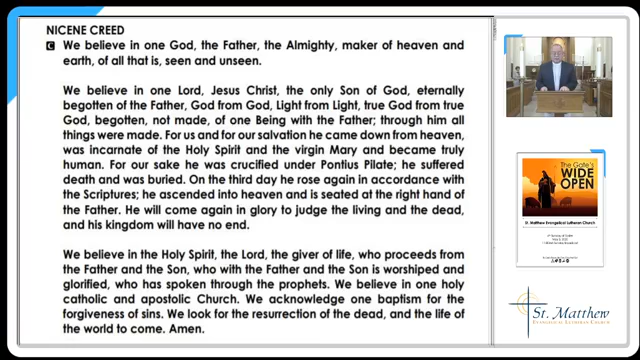 NICENE CREED
C We believe in one God, the Father, the Almighty, maker of heaven and
earth, of all that is, seen and unseen.
We believe in one Lord, Jesus Christ, the only Son of God, eternally
begotten of the Father, God from God, Light from Light, true God from true
God, begotten, not made, of one Being with the Father; through him all
things were made. For us and for our salvation he came down from heaven,
was incarnate of the Holy Spirit and the virgin Mary and became truly
human. For our sake he was crucified under Pontius Pilate; he suffered
death and was buried. On the third day he rose again in accordance with
the Scriptures; he ascended into heaven and is seated at the right hand of
the Father. He will come again in glory to judge the living and the dead,
and his kingdom will have no end.
We believe in the Holy Spirit, the Lord, the giver of life, who proceeds from
the Father and the Son, who with the Father and the Son is worshiped and
glorified, who has spoken through the prophets. We believe in one holy
catholic and apostolic Church. We acknowledge one baptism for the
forgiveness of sins. We look for the resurrection of the dead, and the life of
the world to come. Amen.
The Gate's
WIDE
OPEN
St. Matthew Evangelical Lutheran Church
St. Matthew
EVANGELICAL LUTHERAN CHURCH